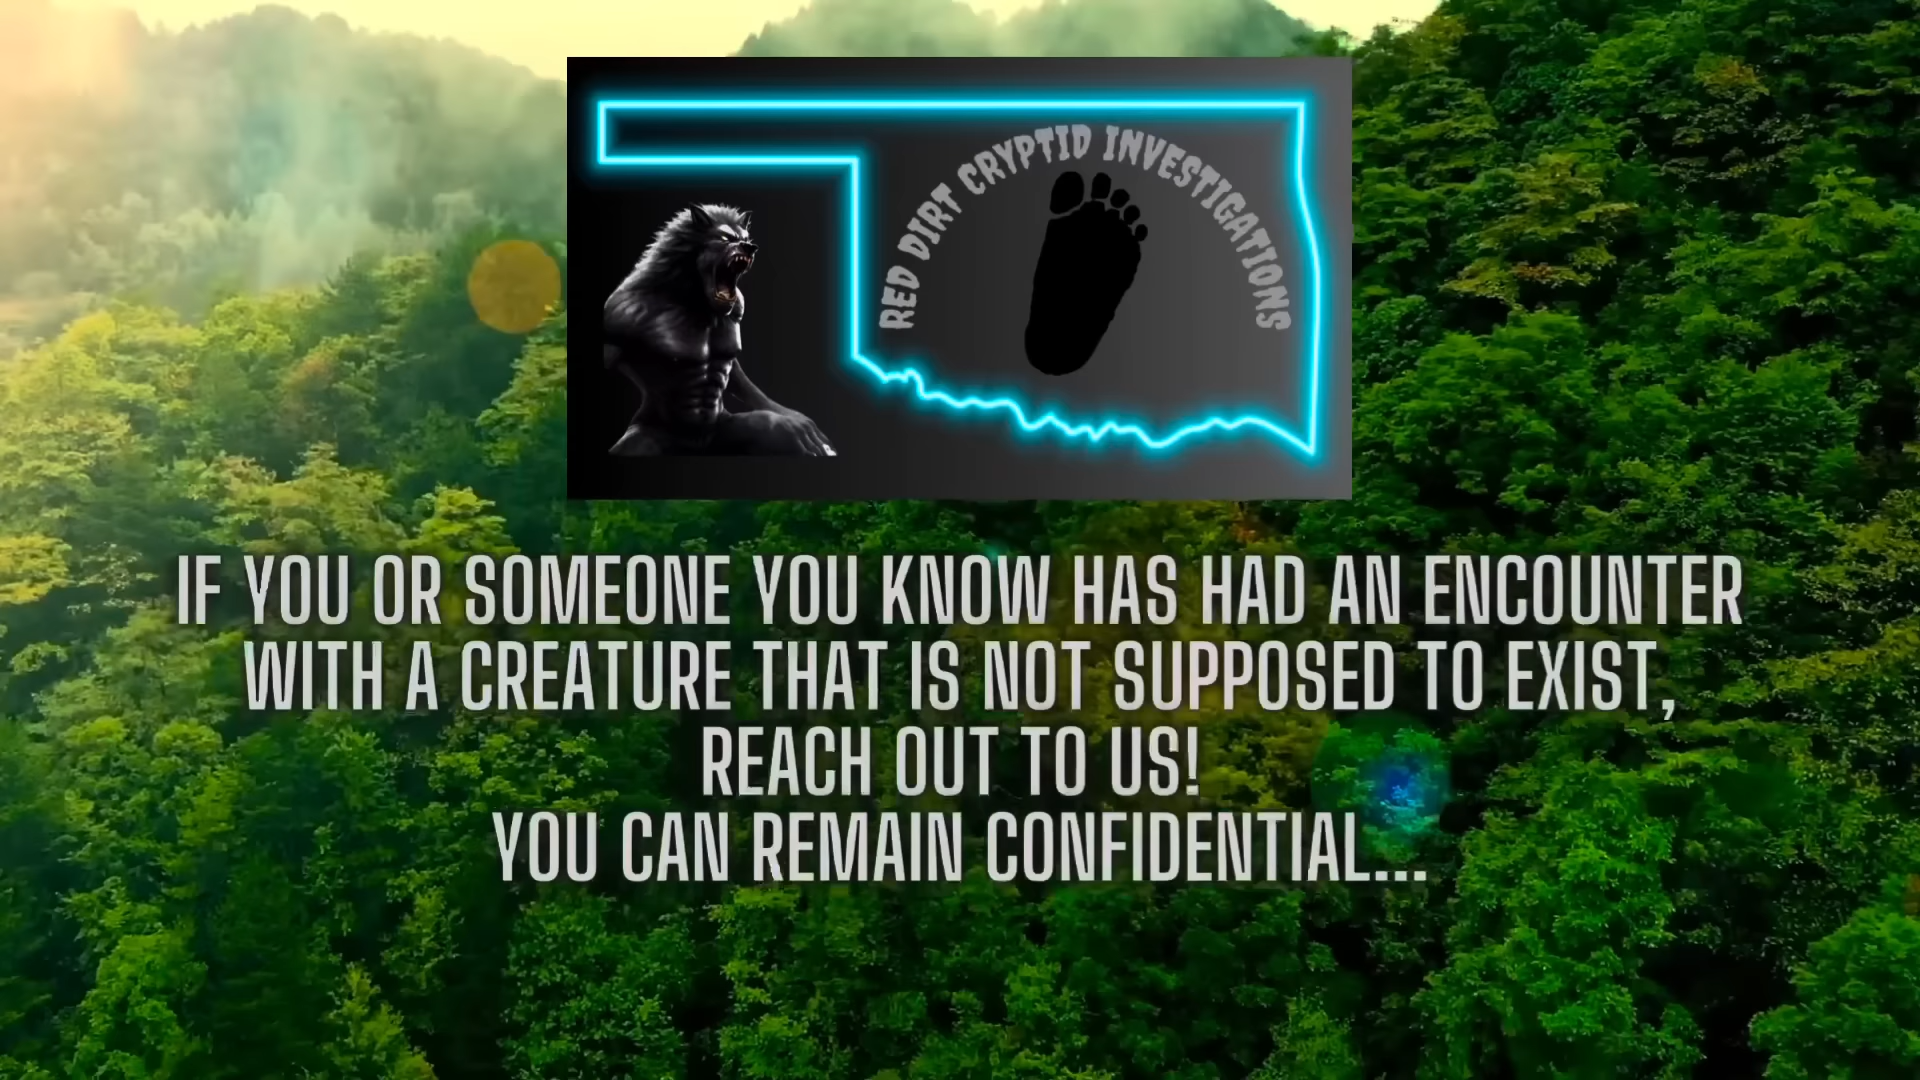 RED DIRT CRYPTID INVESTIGATIONS
IF YOU OR SOMEONE YOU KNOW HAS HAD AN ENCOUNTER
WITH A CREATURE THAT IS NOT SUPPOSED TO EXIST,
REACH OUT TO US!
YOU CAN REMAIN CONFIDENTIAL...